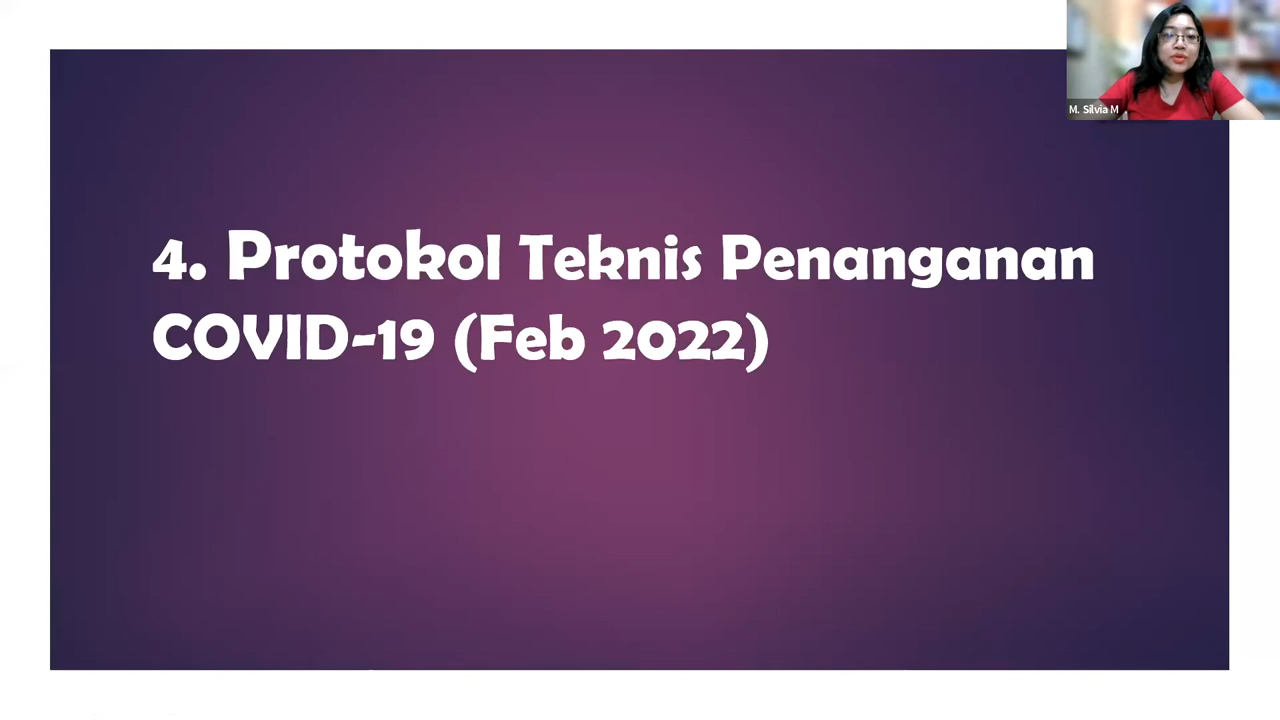 4. Protokol Teknis Penanganan
COVID-19 (Feb 2022)
M. Silvia M